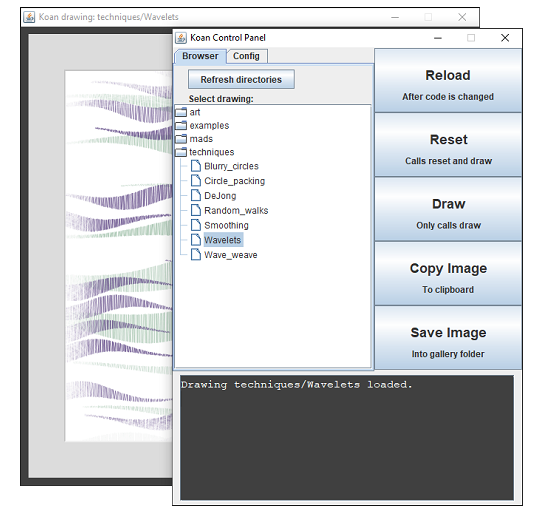 Koan drawing: techniques/Wavelets
Koan Control Panel
Browser
Config
Refresh directories
Select drawing:
art
examples
mads
techniques
Blurry_circles
Circle_packing
DeJong
Random_walks
Smoothing
Wavelets
Wave_weave
Reload
After code is changed
Reset
Calls reset and draw
Draw
Only calls draw
Copy Image
To clipboard
Save Image
Into gallery folder
Drawing techniques/Wavelets loaded.